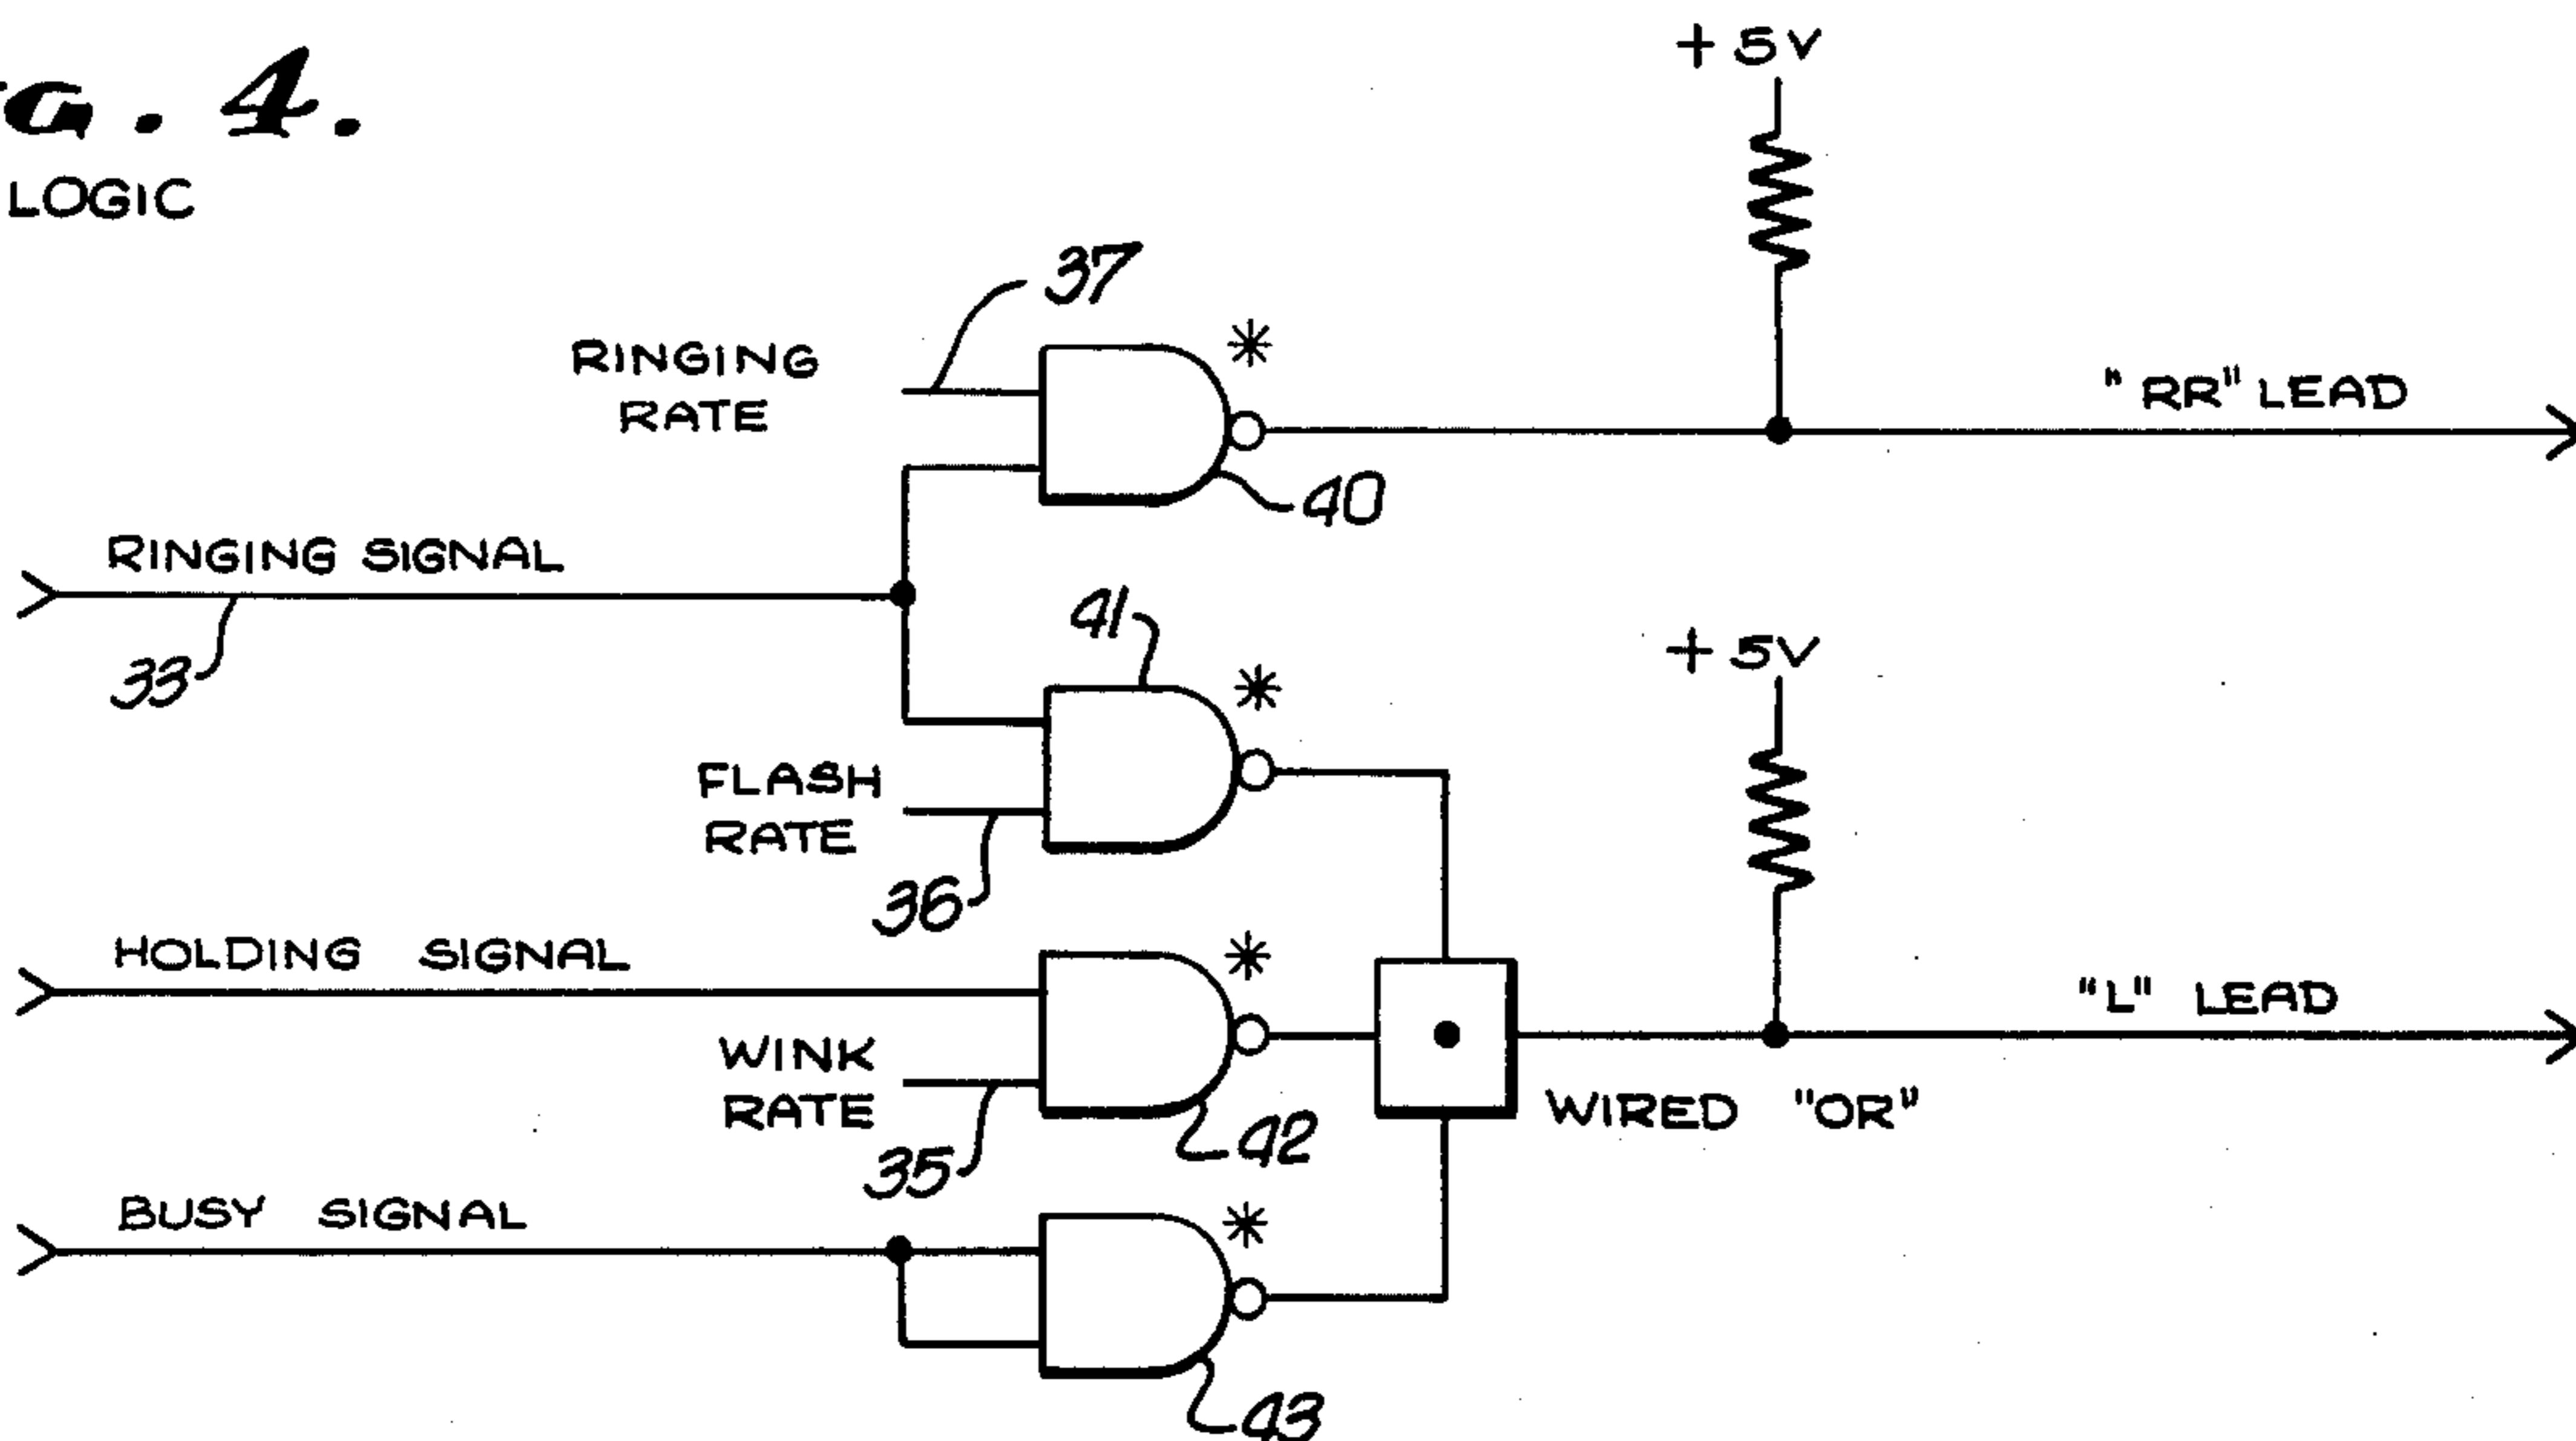 G. 4.
LOGIC
+5V
37
*
RINGING
RATE
"RR" LEAD
40
RINGING SIGNAL
33
41
*
+5V
FLASH
RATE
36
HOLDING SIGNAL
*
"L" LEAD
WINK
RATE
35
42
WIRED "OR"
BUSY SIGNAL
*
43